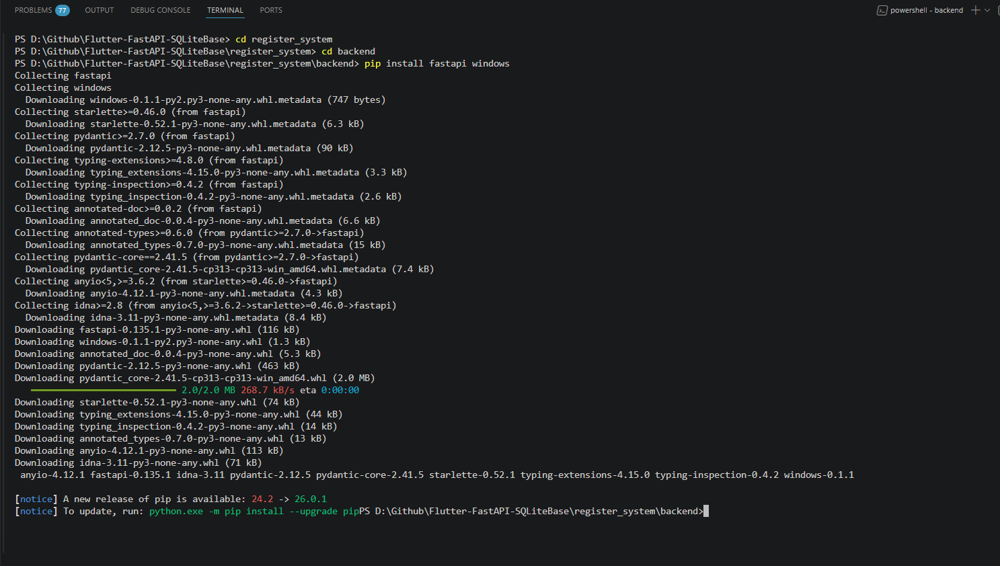 PROBLEMS 77 OUTPUT DEBUG CONSOLE TERMINAL PORTS powershell - backend
PS D:\Github\Flutter-FastAPI-SQLiteBase> cd register_system
PS D:\Github\Flutter-FastAPI-SQLiteBase\register_system> cd backend
PS D:\Github\Flutter-FastAPI-SQLiteBase\register_system\backend> pip install fastapi windows
Collecting fastapi
Collecting windows
  Downloading windows-0.1.1-py2.py3-none-any.whl.metadata (747 bytes)
Collecting starlette>=0.46.0 (from fastapi)
  Downloading starlette-0.52.1-py3-none-any.whl.metadata (6.3 kB)
Collecting pydantic>=2.7.0 (from fastapi)
  Downloading pydantic-2.12.5-py3-none-any.whl.metadata (90 kB)
Collecting typing-extensions>=4.8.0 (from fastapi)
  Downloading typing_extensions-4.15.0-py3-none-any.whl.metadata (3.3 kB)
Collecting typing-inspection>=0.4.2 (from fastapi)
  Downloading typing_inspection-0.4.2-py3-none-any.whl.metadata (2.6 kB)
Collecting annotated-doc>=0.0.2 (from fastapi)
  Downloading annotated_doc-0.0.4-py3-none-any.whl.metadata (6.6 kB)
Collecting annotated-types>=0.6.0 (from pydantic>=2.7.0->fastapi)
  Downloading annotated_types-0.7.0-py3-none-any.whl.metadata (15 kB)
Collecting pydantic-core==2.41.5 (from pydantic>=2.7.0->fastapi)
  Downloading pydantic_core-2.41.5-cp313-cp313-win_amd64.whl.metadata (7.4 kB)
Collecting anyio<5,>=3.6.2 (from starlette>=0.46.0->fastapi)
  Downloading anyio-4.12.1-py3-none-any.whl.metadata (4.3 kB)
Collecting idna>=2.8 (from anyio<5,>=3.6.2->starlette>=0.46.0->fastapi)
  Downloading idna-3.11-py3-none-any.whl.metadata (8.4 kB)
Downloading fastapi-0.135.1-py3-none-any.whl (116 kB)
Downloading windows-0.1.1-py2.py3-none-any.whl (1.3 kB)
Downloading annotated_doc-0.0.4-py3-none-any.whl (5.3 kB)
Downloading pydantic-2.12.5-py3-none-any.whl (463 kB)
Downloading pydantic_core-2.41.5-cp313-cp313-win_amd64.whl (2.0 MB)
2.0/2.0 MB 268.7 kB/s eta 0:00:00
Downloading starlette-0.52.1-py3-none-any.whl (74 kB)
Downloading typing_extensions-4.15.0-py3-none-any.whl (44 kB)
Downloading typing_inspection-0.4.2-py3-none-any.whl (14 kB)
Downloading annotated_types-0.7.0-py3-none-any.whl (13 kB)
Downloading anyio-4.12.1-py3-none-any.whl (113 kB)
Downloading idna-3.11-py3-none-any.whl (71 kB)
 anyio-4.12.1 fastapi-0.135.1 idna-3.11 pydantic-2.12.5 pydantic-core-2.41.5 starlette-0.52.1 typing-extensions-4.15.0 typing-inspection-0.4.2 windows-0.1.1
[notice] A new release of pip is available: 24.2 -> 26.0.1
[notice] To update, run: python.exe -m pip install --upgrade pipPS D:\Github\Flutter-FastAPI-SQLiteBase\register_system\backend>